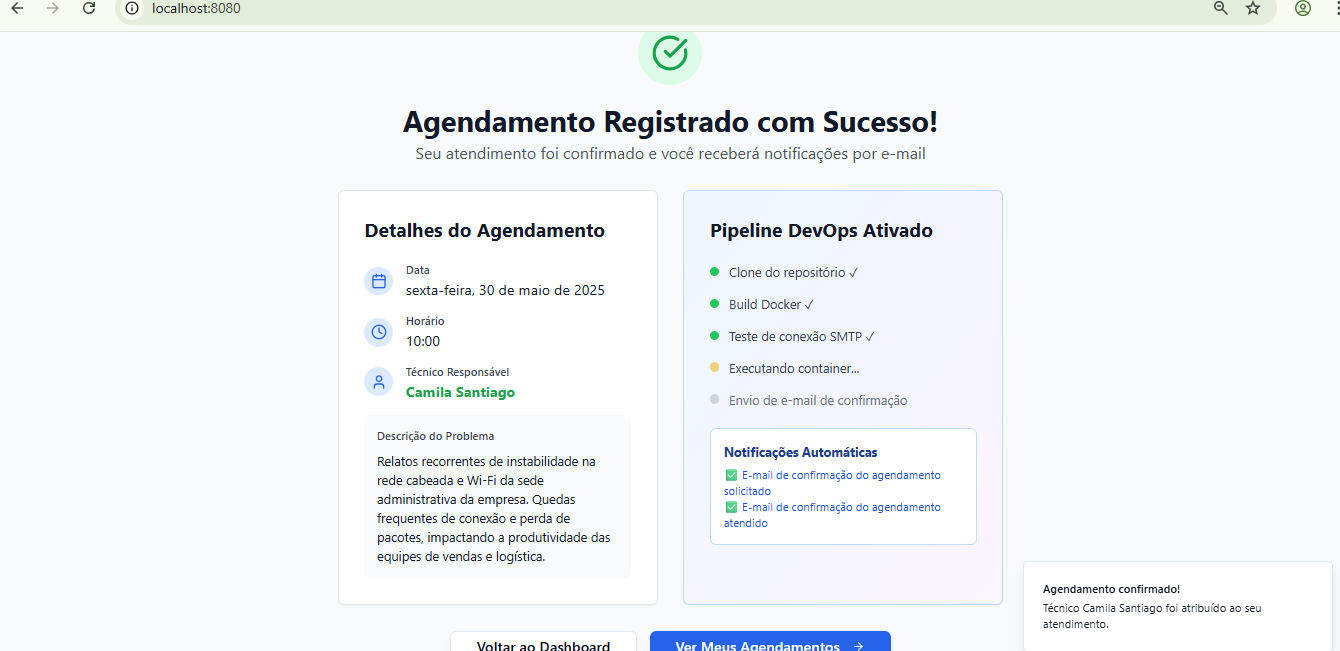 localhost:8080
Agendamento Registrado com Sucesso!
Seu atendimento foi confirmado e você receberá notificações por e-mail
Detalhes do Agendamento
Data
sexta-feira, 30 de maio de 2025
Horário
10:00
Técnico Responsável
Camila Santiago
Descrição do Problema
Relatos recorrentes de instabilidade na
rede cabeada e Wi-Fi da sede
administrativa da empresa. Quedas
frequentes de conexão e perda de
pacotes, impactando a produtividade das
equipes de vendas e logística.
Pipeline DevOps Ativado
Clone do repositório ✓
Build Docker ✓
Teste de conexão SMTP ✓
Executando container...
Envio de e-mail de confirmação
Notificações Automáticas
✅ E-mail de confirmação do agendamento
solicitado
✅ E-mail de confirmação do agendamento
atendido
Agendamento confirmado!
Técnico Camila Santiago foi atribuído ao seu
atendimento.
Voltar ao Dashboard
Ver Meus Agendamentos →